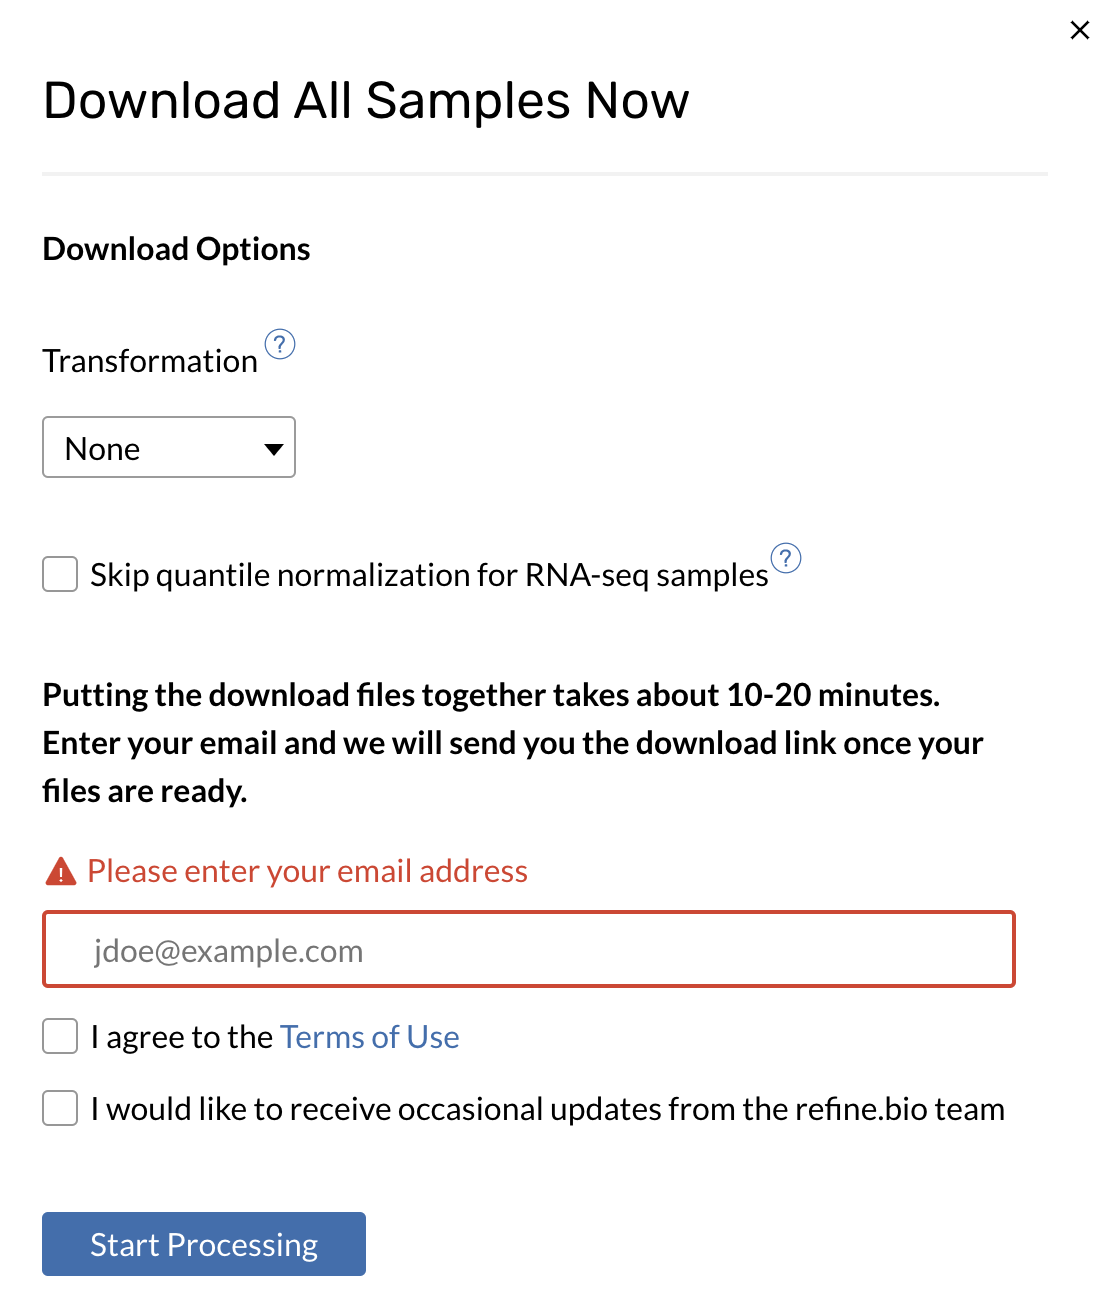 Download All Samples Now
Download Options
Transformation ?
None
Skip quantile normalization for RNA-seq samples ?
Putting the download files together takes about 10-20 minutes.
Enter your email and we will send you the download link once your
files are ready.
Please enter your email address
jdoe@example.com
I agree to the Terms of Use
I would like to receive occasional updates from the refine.bio team
Start Processing